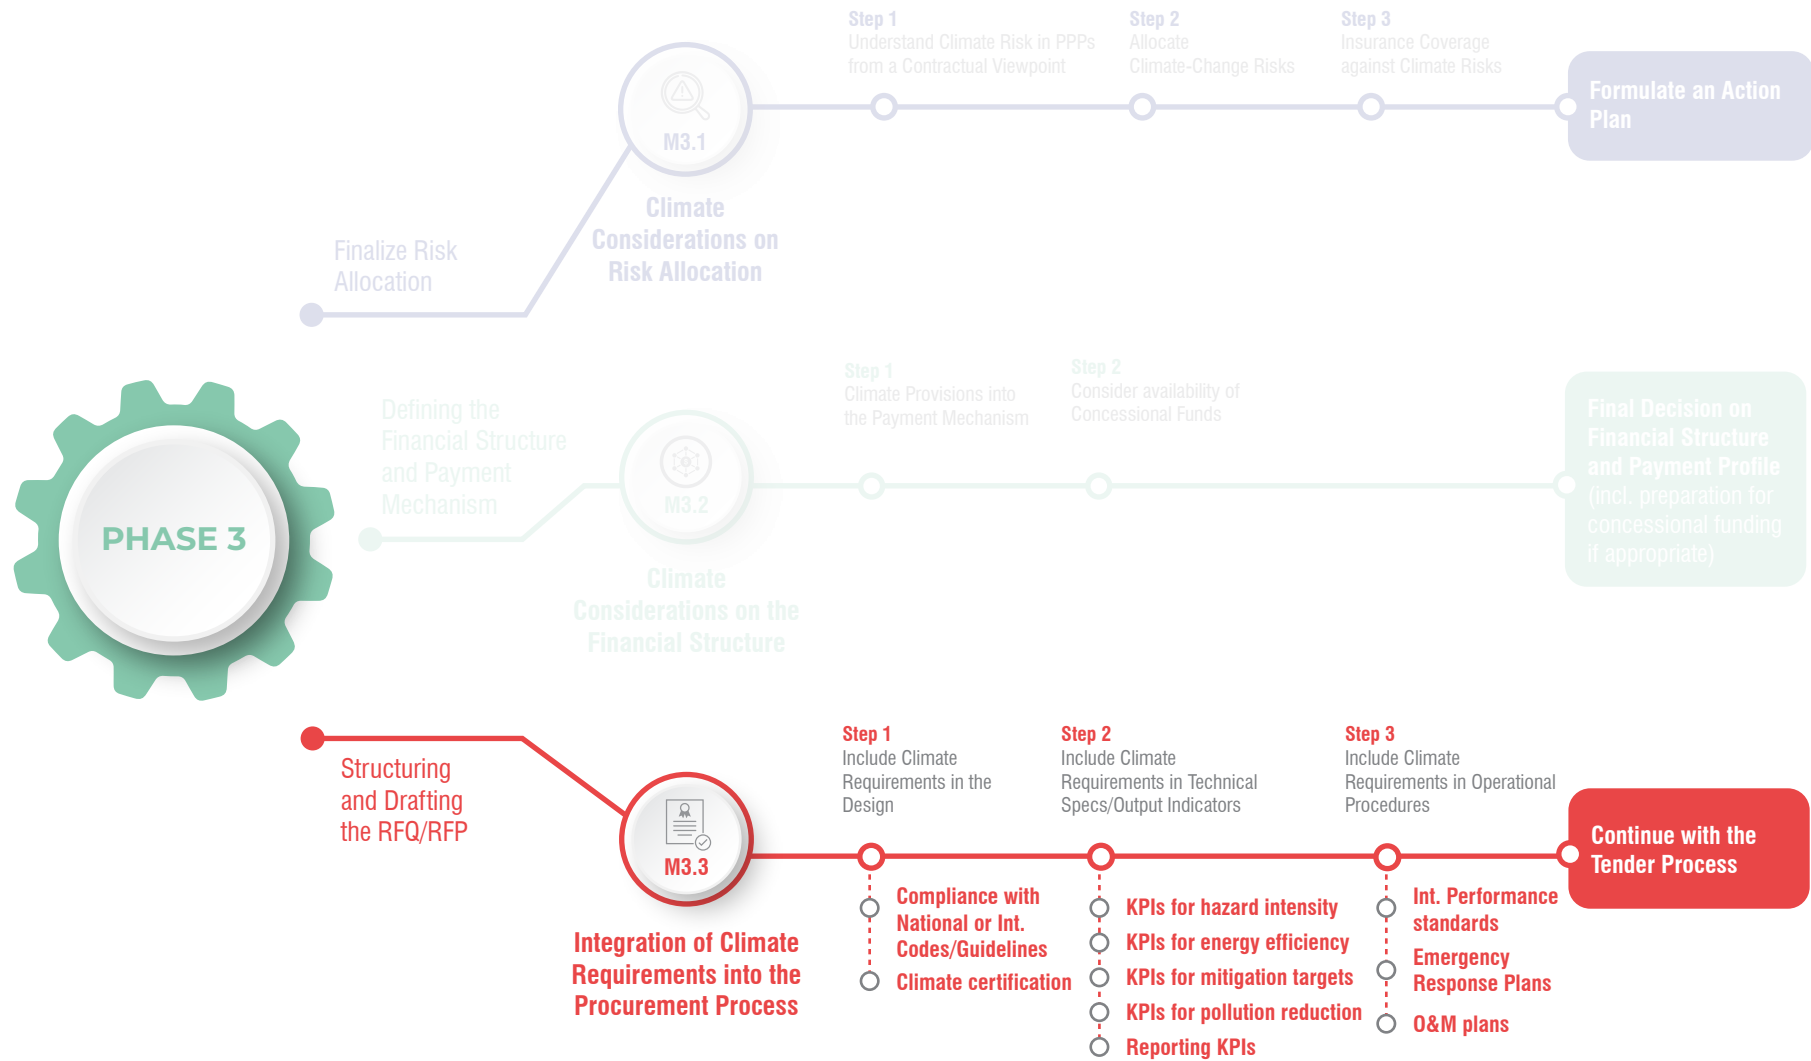 Step 1
Understand Climate Risk in PPPs
from a Contractual Viewpoint
Step 2
Allocate
Climate-Change Risks
Step 3
Insurance Coverage
against Climate Risks
Formulate an Action
Plan
M3.1
Climate
Considerations on
Risk Allocation
Finalize Risk
Allocation
Step 1
Climate Provisions into
the Payment Mechanism
Step 2
Consider availability of
Concessional Funds
Final Decision on
Financial Structure
and Payment Profile
(incl. preparation for
concessional funding
if appropriate)
Defining the
Financial Structure
and Payment
Mechanism
M3.2
Climate
Considerations on the
Financial Structure
PHASE 3
Structuring
and Drafting
the RFQ/RFP
M3.3
Integration of Climate
Requirements into the
Procurement Process
Step 1
Include Climate
Requirements in the
Design
Compliance with
National or Int.
Codes/Guidelines
Climate certification
Step 2
Include Climate
Requirements in Technical
Specs/Output Indicators
KPIs for hazard intensity
KPIs for energy efficiency
KPIs for mitigation targets
KPIs for pollution reduction
Reporting KPIs
Step 3
Include Climate
Requirements in Operational
Procedures
Int. Performance
standards
Emergency
Response Plans
O&M plans
Continue with the
Tender Process